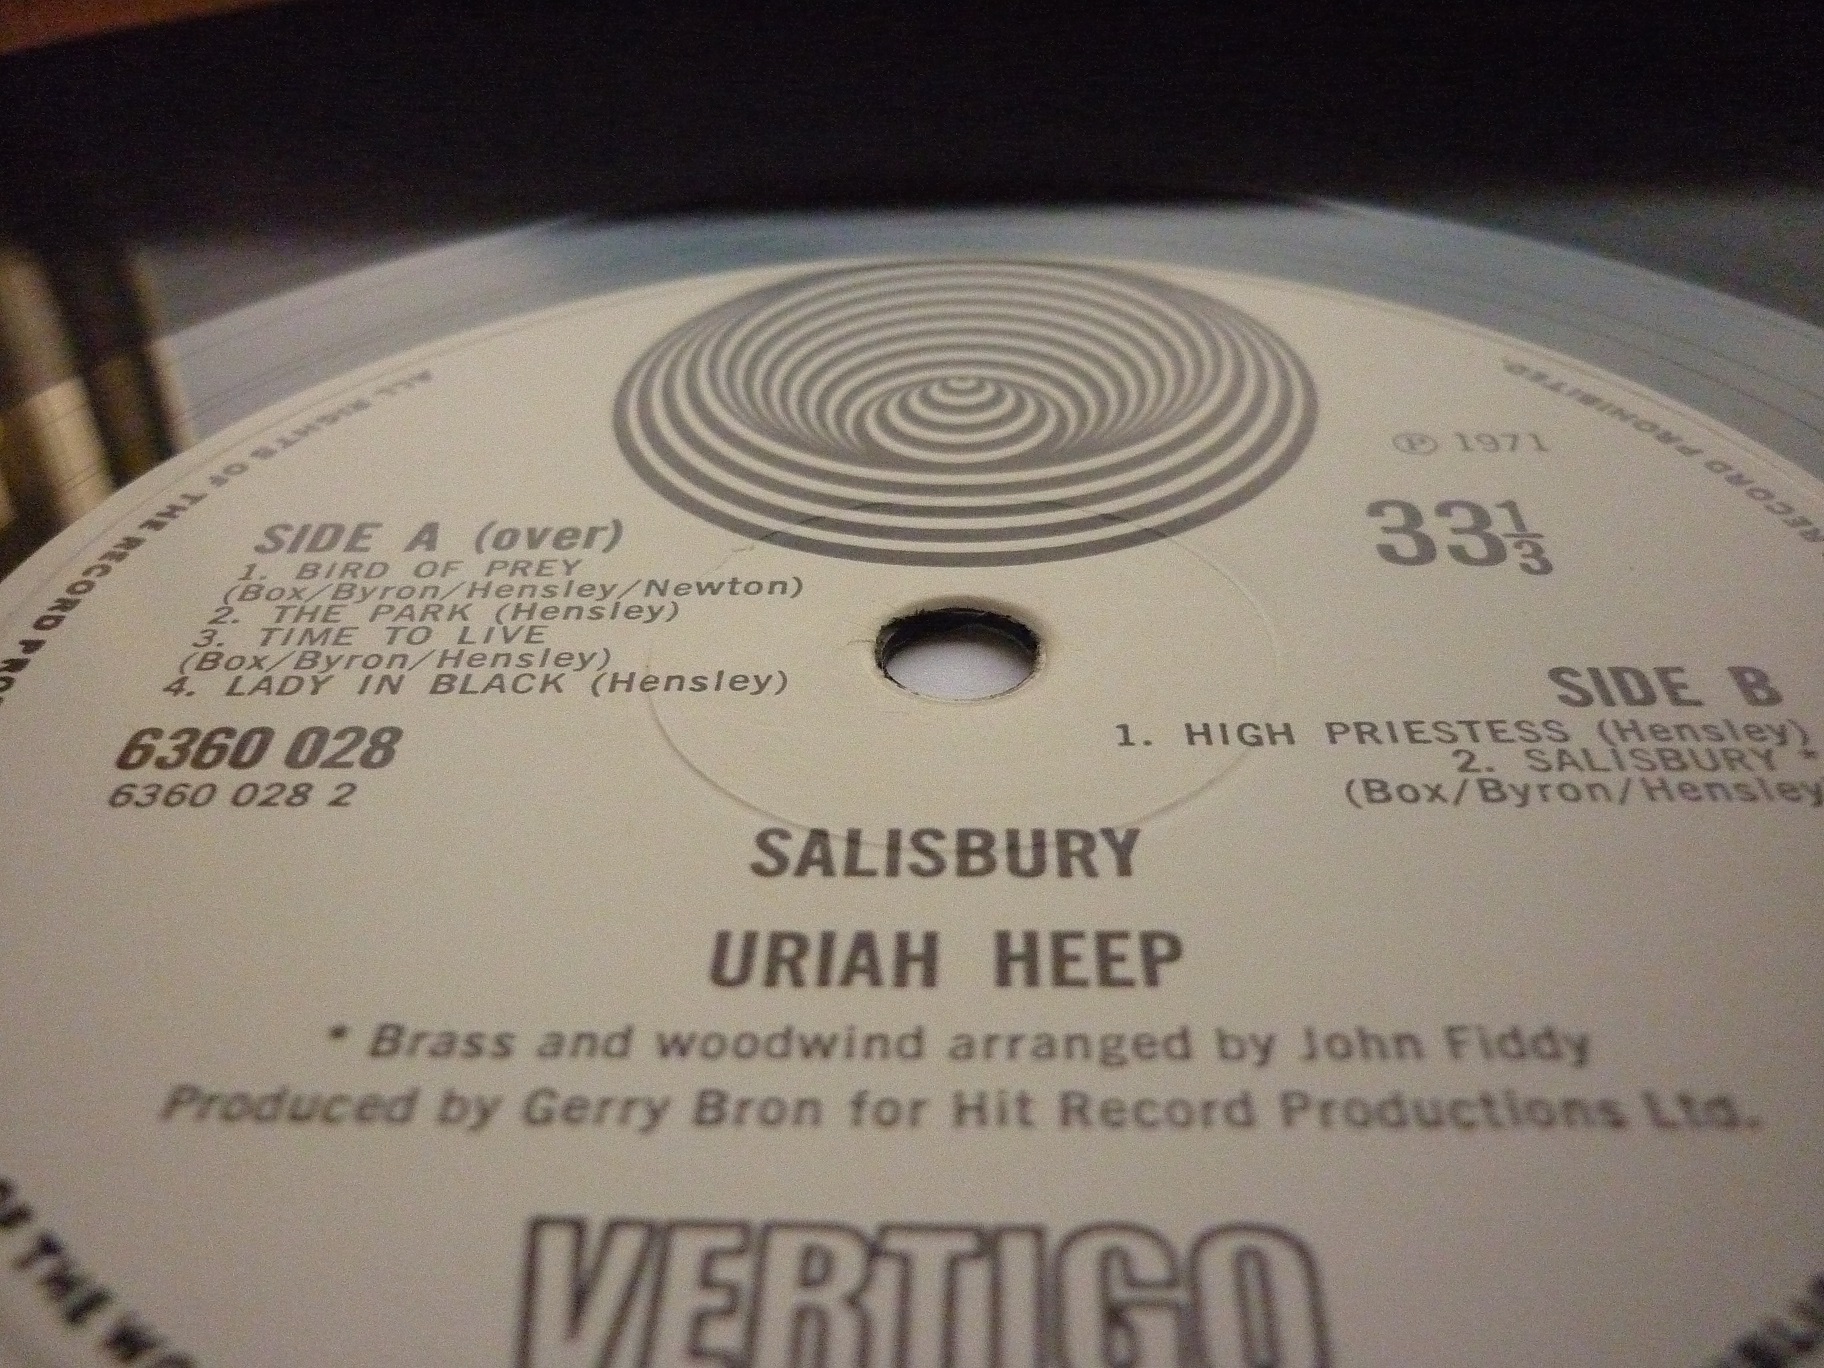 ALL RIGHTS OF THE RECORD
RECORD PROHIBITED.
℗ 1971
33⅓
SIDE A (over)
1. BIRD OF PREY
(Box/Byron/Hensley/Newton)
2. THE PARK (Hensley)
3. TIME TO LIVE
(Box/Byron/Hensley)
4. LADY IN BLACK (Hensley)
6360 028
6360 028 2
SIDE B
1. HIGH PRIESTESS (Hensley)
2. SALISBURY *
(Box/Byron/Hensley
SALISBURY
URIAH HEEP
* Brass and woodwind arranged by John Fiddy
Produced by Gerry Bron for Hit Record Productions Ltd.
VERTIGO
THE